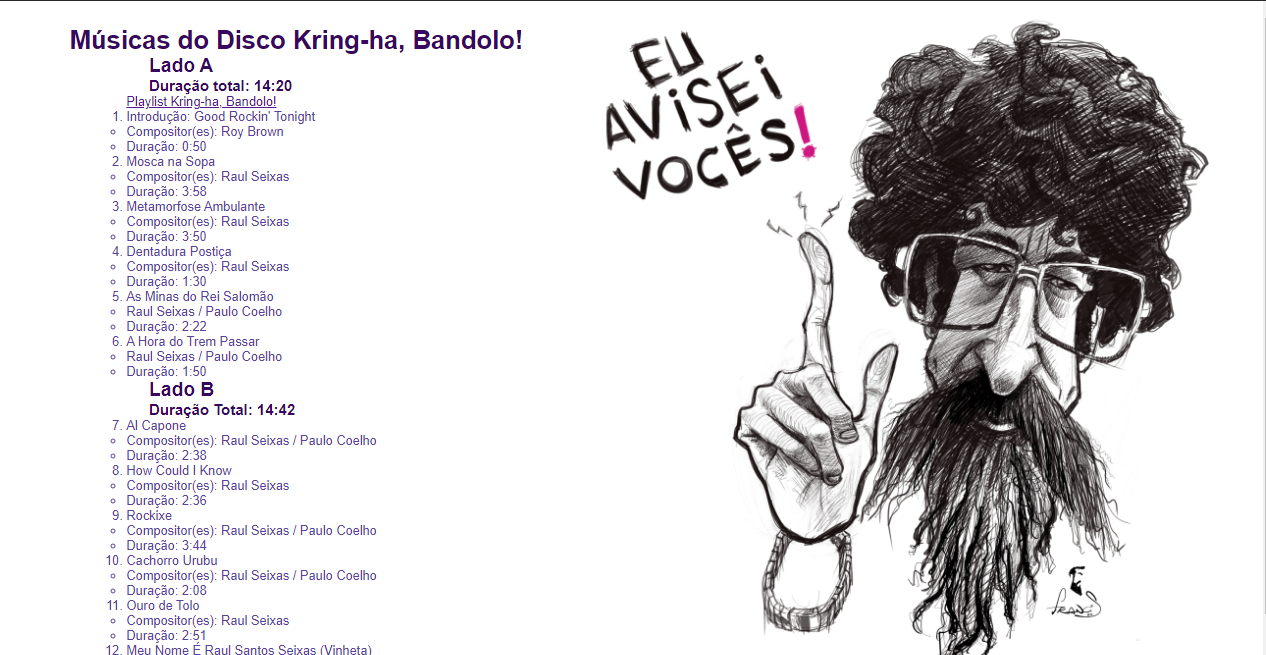 Músicas do Disco Kring-ha, Bandolo!
Lado A
Duração total: 14:20
Playlist Kring-ha, Bandolo!
1. Introdução: Good Rockin' Tonight
Compositor(es): Roy Brown
Duração: 0:50
2. Mosca na Sopa
Compositor(es): Raul Seixas
Duração: 3:58
3. Metamorfose Ambulante
Compositor(es): Raul Seixas
Duração: 3:50
4. Dentadura Postiça
Compositor(es): Raul Seixas
Duração: 1:30
5. As Minas do Rei Salomão
Raul Seixas / Paulo Coelho
Duração: 2:22
6. A Hora do Trem Passar
Raul Seixas / Paulo Coelho
Duração: 1:50
Lado B
Duração Total: 14:42
7. Al Capone
Compositor(es): Raul Seixas / Paulo Coelho
Duração: 2:38
8. How Could I Know
Compositor(es): Raul Seixas
Duração: 2:36
9. Rockixe
Compositor(es): Raul Seixas / Paulo Coelho
Duração: 3:44
10. Cachorro Urubu
Compositor(es): Raul Seixas / Paulo Coelho
Duração: 2:08
11. Ouro de Tolo
Compositor(es): Raul Seixas
Duração: 2:51
12. Meu Nome É Raul Santos Seixas (Vinheta)
EU
AViSEi
VOCÊS!